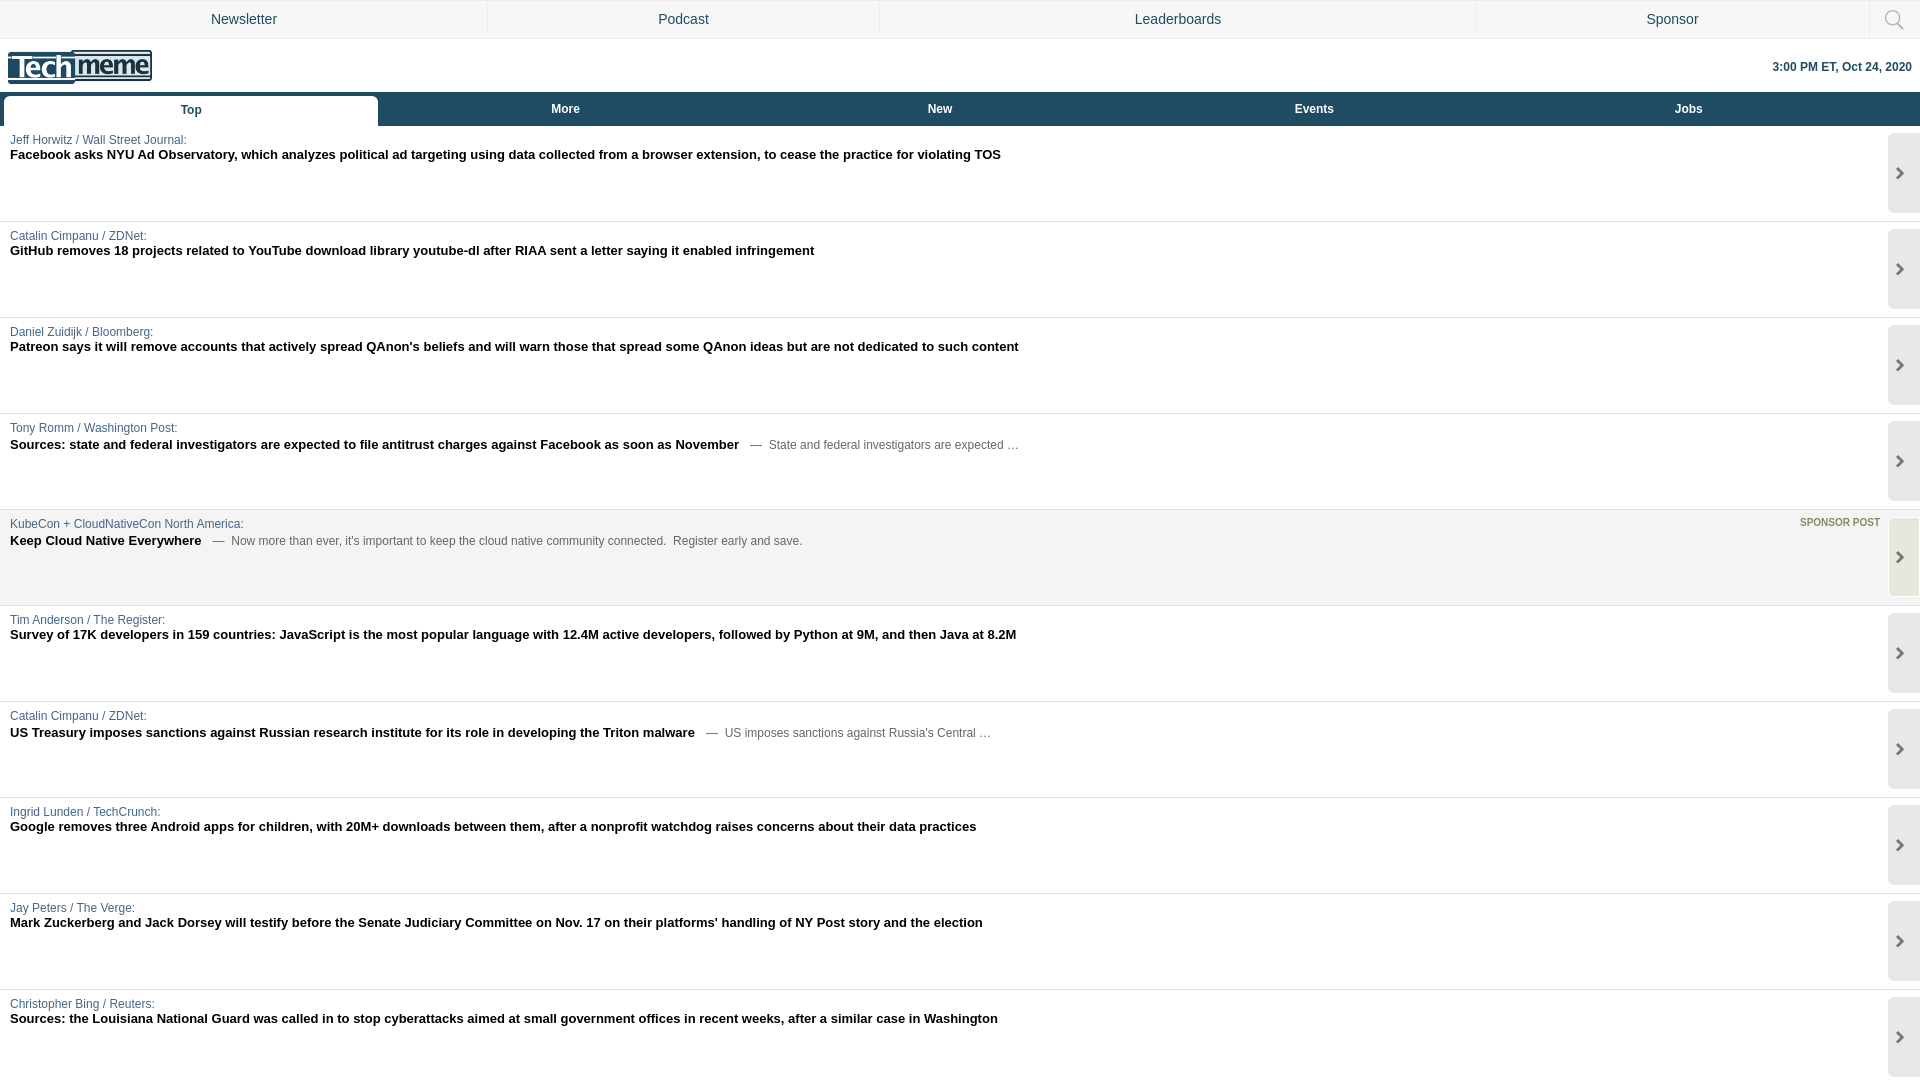 Newsletter
Podcast
Leaderboards
Sponsor
Techmeme
3:00 PM ET, Oct 24, 2020
Top
More
New
Events
Jobs
Jeff Horwitz / Wall Street Journal:
Facebook asks NYU Ad Observatory, which analyzes political ad targeting using data collected from a browser extension, to cease the practice for violating TOS
Catalin Cimpanu / ZDNet:
GitHub removes 18 projects related to YouTube download library youtube-dl after RIAA sent a letter saying it enabled infringement
Daniel Zuidijk / Bloomberg:
Patreon says it will remove accounts that actively spread QAnon's beliefs and will warn those that spread some QAnon ideas but are not dedicated to such content
Tony Romm / Washington Post:
Sources: state and federal investigators are expected to file antitrust charges against Facebook as soon as November — State and federal investigators are expected …
KubeCon + CloudNativeCon North America:
SPONSOR POST
Keep Cloud Native Everywhere — Now more than ever, it's important to keep the cloud native community connected. Register early and save.
Tim Anderson / The Register:
Survey of 17K developers in 159 countries: JavaScript is the most popular language with 12.4M active developers, followed by Python at 9M, and then Java at 8.2M
Catalin Cimpanu / ZDNet:
US Treasury imposes sanctions against Russian research institute for its role in developing the Triton malware — US imposes sanctions against Russia's Central …
Ingrid Lunden / TechCrunch:
Google removes three Android apps for children, with 20M+ downloads between them, after a nonprofit watchdog raises concerns about their data practices
Jay Peters / The Verge:
Mark Zuckerberg and Jack Dorsey will testify before the Senate Judiciary Committee on Nov. 17 on their platforms' handling of NY Post story and the election
Christopher Bing / Reuters:
Sources: the Louisiana National Guard was called in to stop cyberattacks aimed at small government offices in recent weeks, after a similar case in Washington